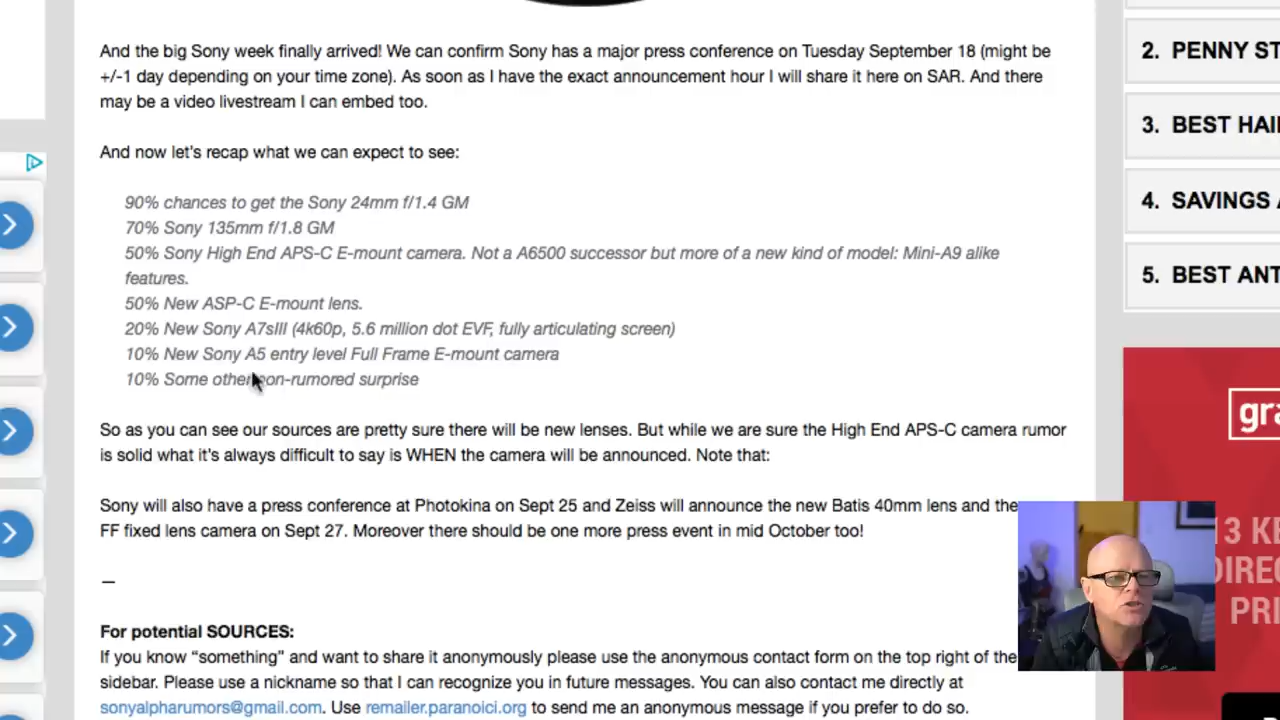 And the big Sony week finally arrived! We can confirm Sony has a major press conference on Tuesday September 18 (might be
+/-1 day depending on your time zone). As soon as I have the exact announcement hour I will share it here on SAR. And there
may be a video livestream I can embed too.
And now let's recap what we can expect to see:
90% chances to get the Sony 24mm f/1.4 GM
70% Sony 135mm f/1.8 GM
50% Sony High End APS-C E-mount camera. Not a A6500 successor but more of a new kind of model: Mini-A9 alike
features.
50% New ASP-C E-mount lens.
20% New Sony A7sIII (4k60p, 5.6 million dot EVF, fully articulating screen)
10% New Sony A5 entry level Full Frame E-mount camera
10% Some other non-rumored surprise
So as you can see our sources are pretty sure there will be new lenses. But while we are sure the High End APS-C camera rumor
is solid what it's always difficult to say is WHEN the camera will be announced. Note that:
Sony will also have a press conference at Photokina on Sept 25 and Zeiss will announce the new Batis 40mm lens and the
FF fixed lens camera on Sept 27. Moreover there should be one more press event in mid October too!
—
For potential SOURCES:
If you know “something” and want to share it anonymously please use the anonymous contact form on the top right of the
sidebar. Please use a nickname so that I can recognize you in future messages. You can also contact me directly at
sonyalpharumors@gmail.com. Use remailer.paranoici.org to send me an anonymous message if you prefer to do so.
2. PENNY ST
3. BEST HAI
4. SAVINGS A
5. BEST ANT
gra
13 KE
DIREC
PRI